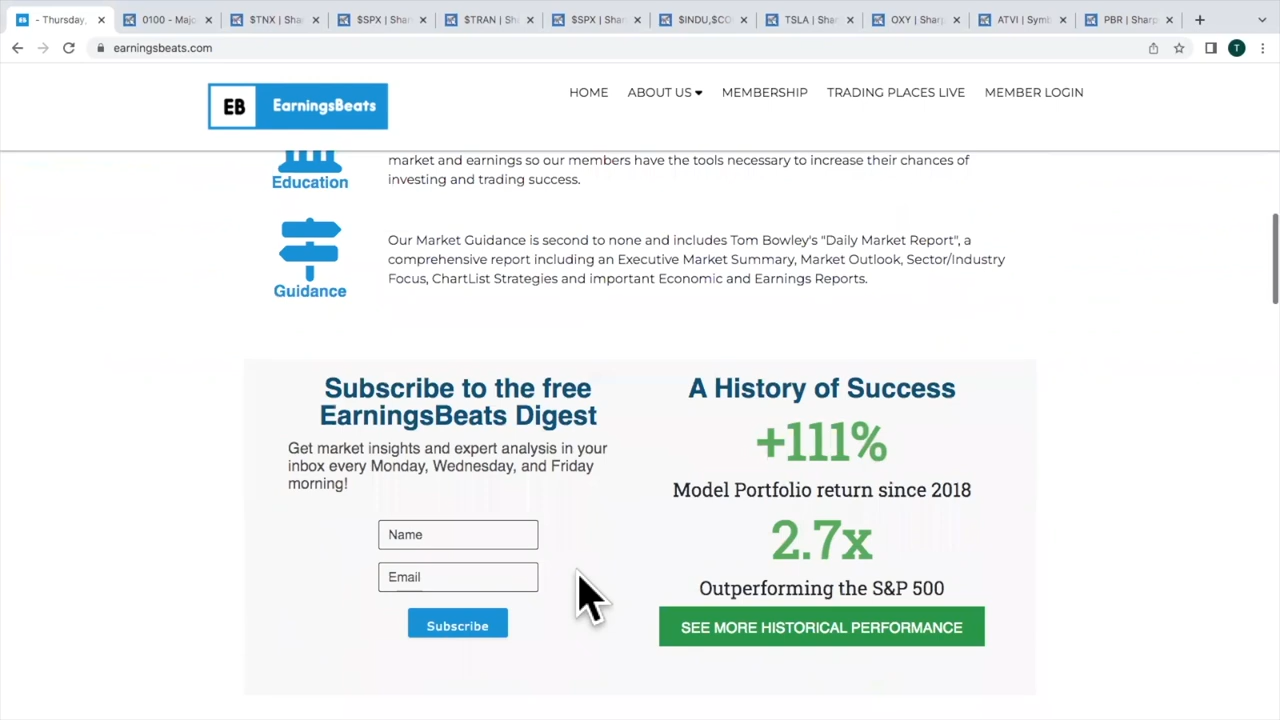 - Thursday,
0100 - Majo
$TNX | Sha
$SPX | Shar
$TRAN | Sh
$SPX | Shar
$INDU,$CO
TSLA | Shar
OXY | Sharp
ATVI | Symb
PBR | Sharp
earningsbeats.com
T
EB EarningsBeats
HOME ABOUT US MEMBERSHIP TRADING PLACES LIVE MEMBER LOGIN
market and earnings so our members have the tools necessary to increase their chances of
investing and trading success.
Education
Our Market Guidance is second to none and includes Tom Bowley's "Daily Market Report", a
comprehensive report including an Executive Market Summary, Market Outlook, Sector/Industry
Focus, ChartList Strategies and important Economic and Earnings Reports.
Guidance
Subscribe to the free
EarningsBeats Digest
Get market insights and expert analysis in your
inbox every Monday, Wednesday, and Friday
morning!
Name
Email
Subscribe
A History of Success
+111%
Model Portfolio return since 2018
2.7x
Outperforming the S&P 500
SEE MORE HISTORICAL PERFORMANCE